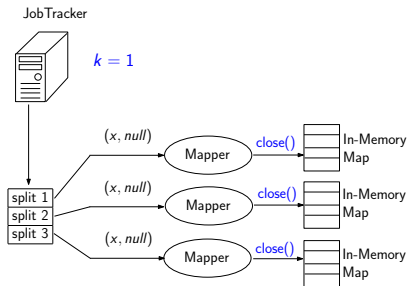 JobTracker
k = 1
(x, null)
Mapper
close()
In-Memory
Map
split 1
split 2
split 3
(x, null)
Mapper
close()
In-Memory
Map
(x, null)
Mapper
close()
In-Memory
Map